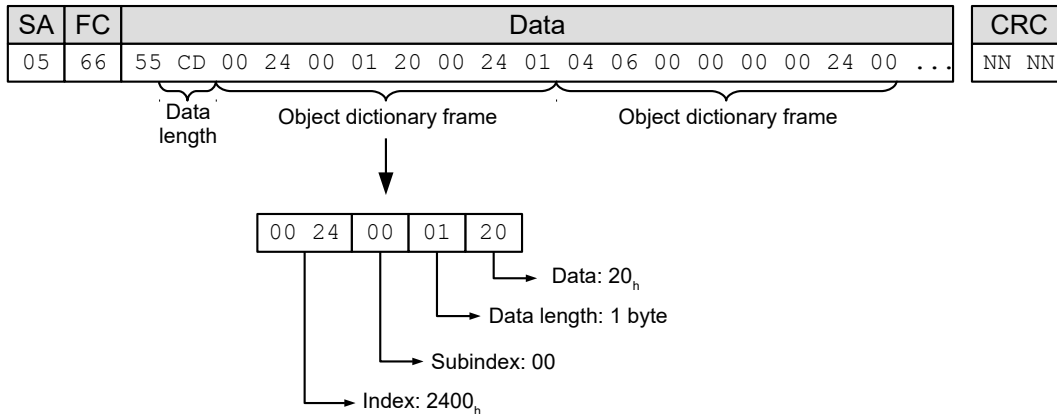 SA FC Data CRC
05 66 55 CD 00 24 00 01 20 00 24 01 04 06 00 00 00 00 24 00 ... NN NN
Data length Object dictionary frame Object dictionary frame
00 24 00 01 20
Data: 20h
Data length: 1 byte
Subindex: 00
Index: 2400h